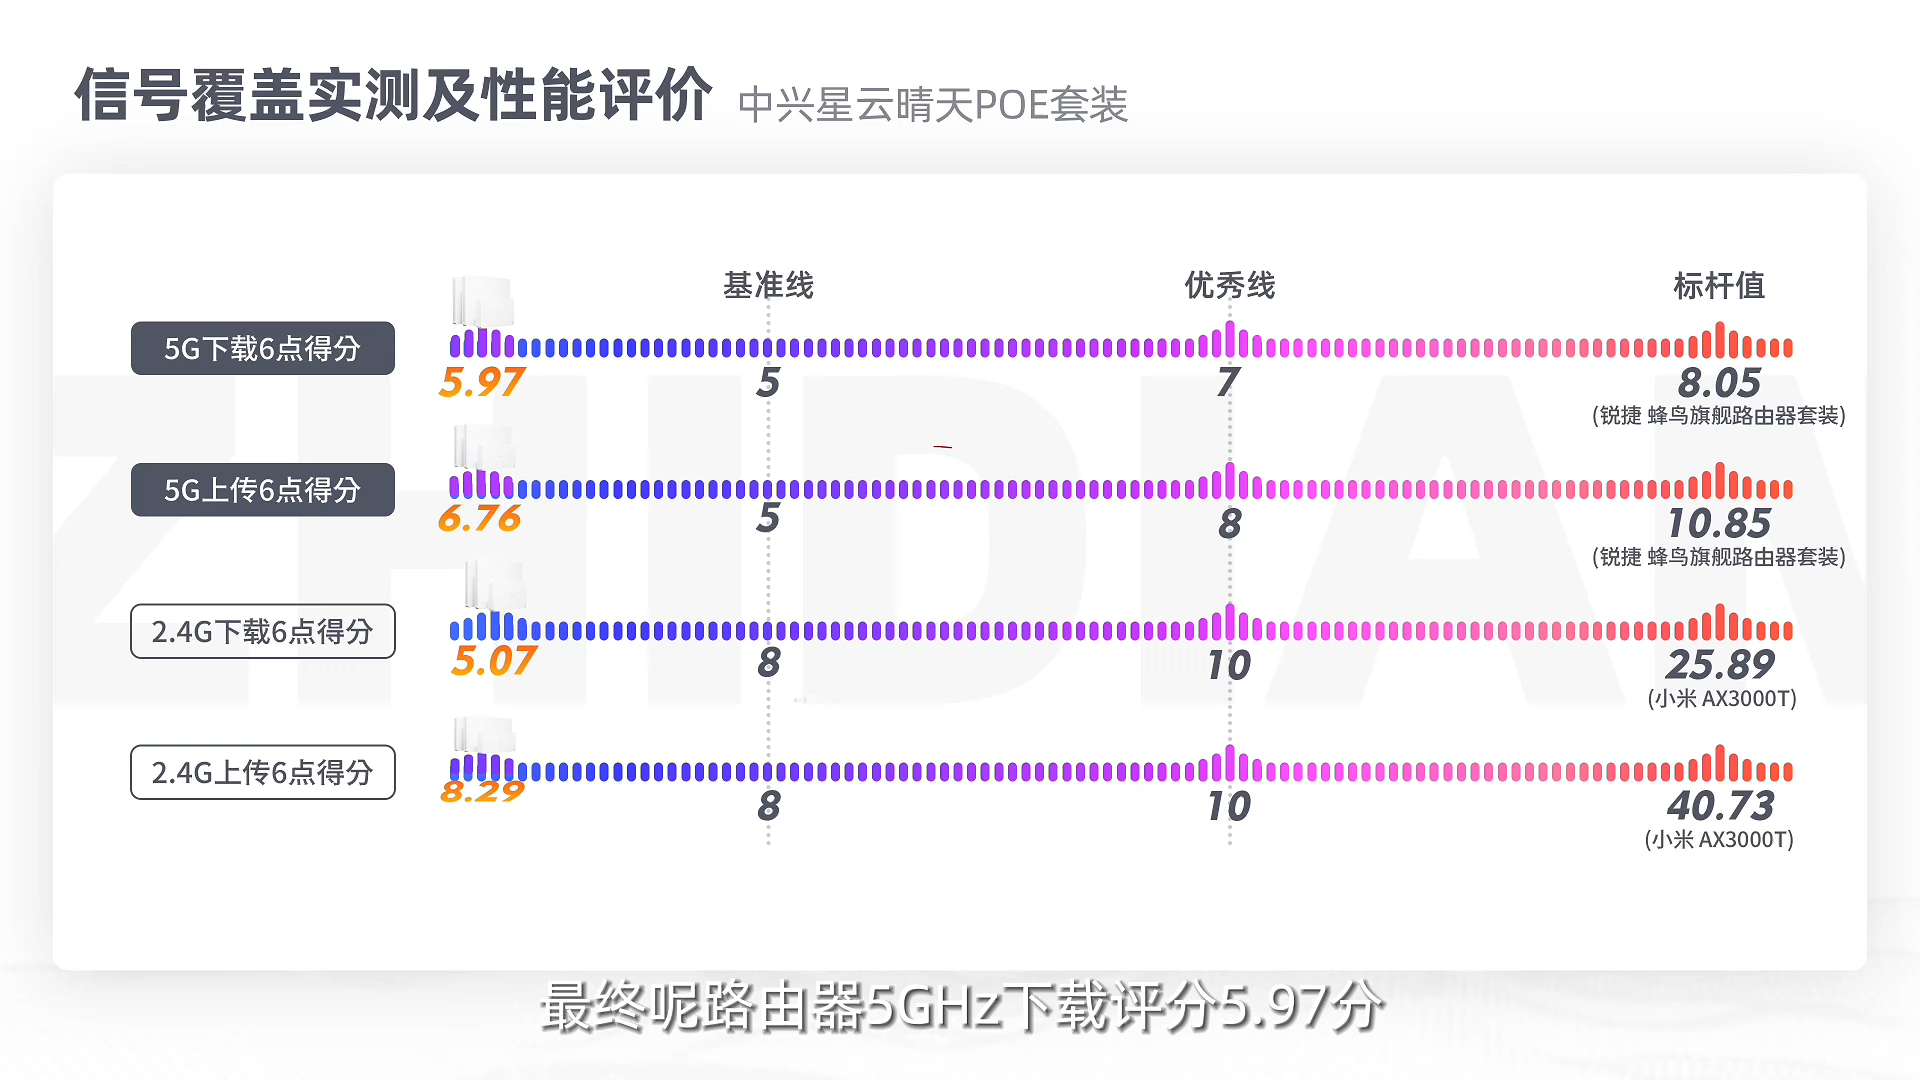 信号覆盖实测及性能评价 中兴星云晴天POE套装
基准线 优秀线 标杆值
5G下载6点得分
5.97 5 7 8.05
(锐捷 蜂鸟旗舰路由器套装)
5G上传6点得分
6.76 5 8 10.85
(锐捷 蜂鸟旗舰路由器套装)
2.4G下载6点得分
5.07 8 10 25.89
(小米 AX3000T)
2.4G上传6点得分
8.29 8 10 40.73
(小米 AX3000T)
ZHIDIAN
最终呢路由器5GHz下载评分5.97分